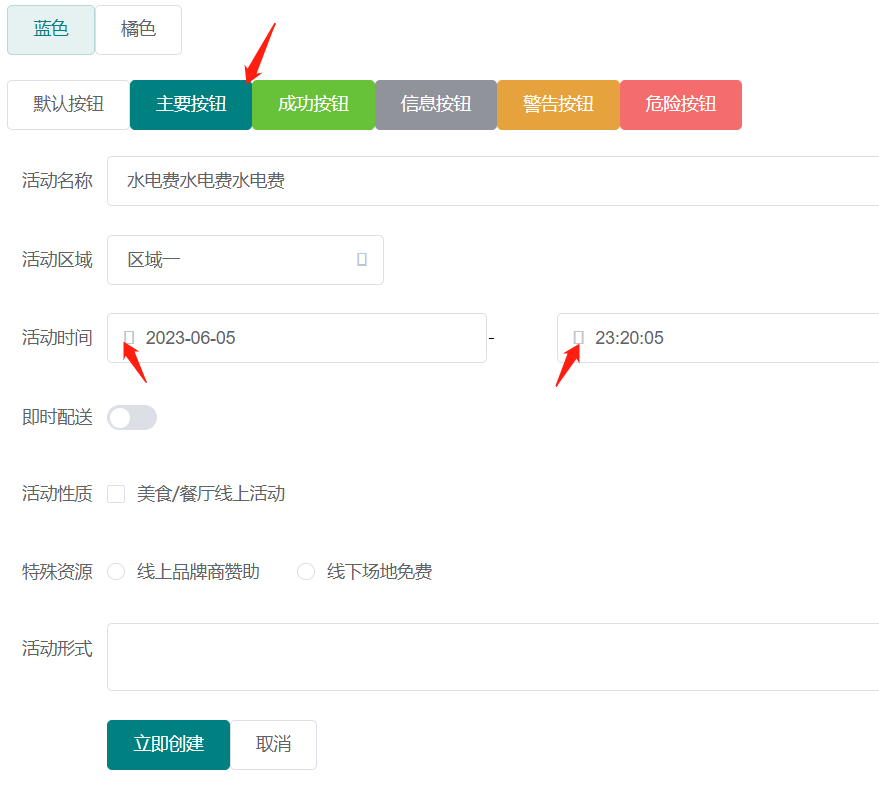 蓝色 橘色
默认按钮 主要按钮 成功按钮 信息按钮 警告按钮 危险按钮
活动名称 水电费水电费水电费
活动区域 区域一
活动时间 2023-06-05 - 23:20:05
即时配送
活动性质 美食/餐厅线上活动
特殊资源 线上品牌商赞助 线下场地免费
活动形式
立即创建 取消